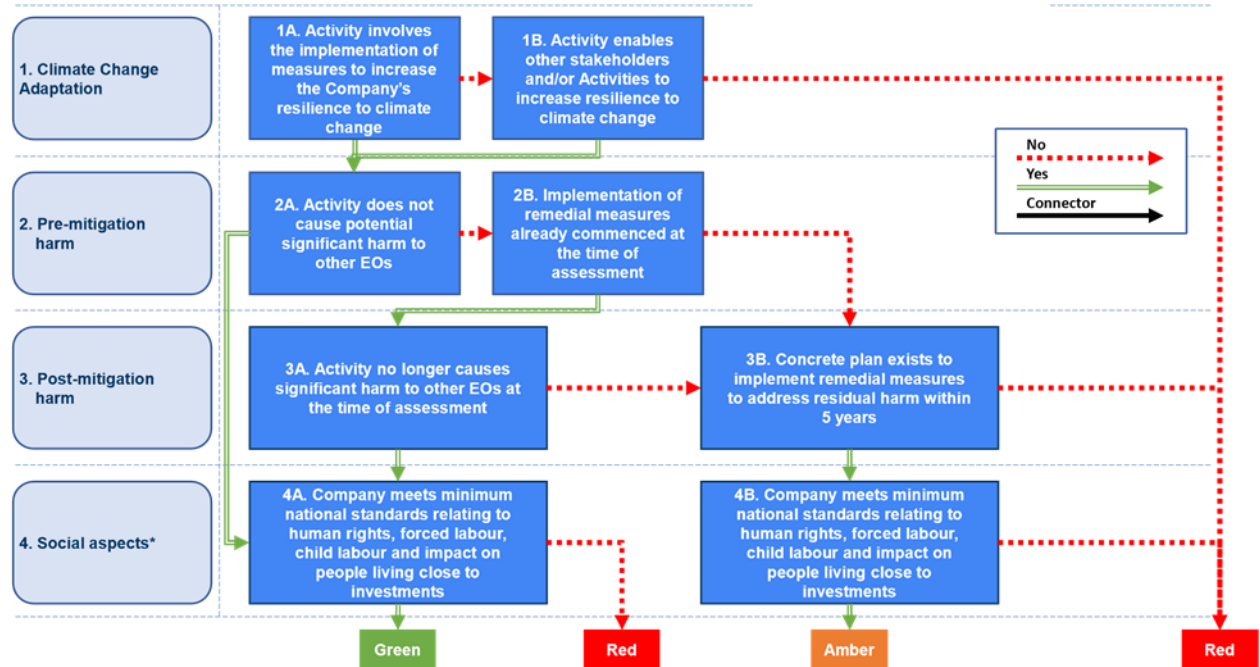 1. Climate Change
Adaptation
1A. Activity involves
the implementation of
measures to increase
the Company's
resilience to climate
change
1B. Activity enables
other stakeholders
and/or Activities to
increase resilience to
climate change
No
Yes
Connector
2. Pre-mitigation
harm
2A. Activity does not
cause potential
significant harm to
other EOs
2B. Implementation of
remedial measures
already commenced at
the time of
assessment
3. Post-mitigation
harm
3A. Activity no longer causes
significant harm to other EOs at
the time of assessment
3B. Concrete plan exists to
implement remedial measures
to address residual harm within
5 years
4. Social aspects*
4A. Company meets minimum
national standards relating to
human rights, forced labour,
child labour and impact on
people living close to
investments
4B. Company meets minimum
national standards relating to
human rights, forced labour,
child labour and impact on
people living close to
investments
Green
Red
Amber
Red